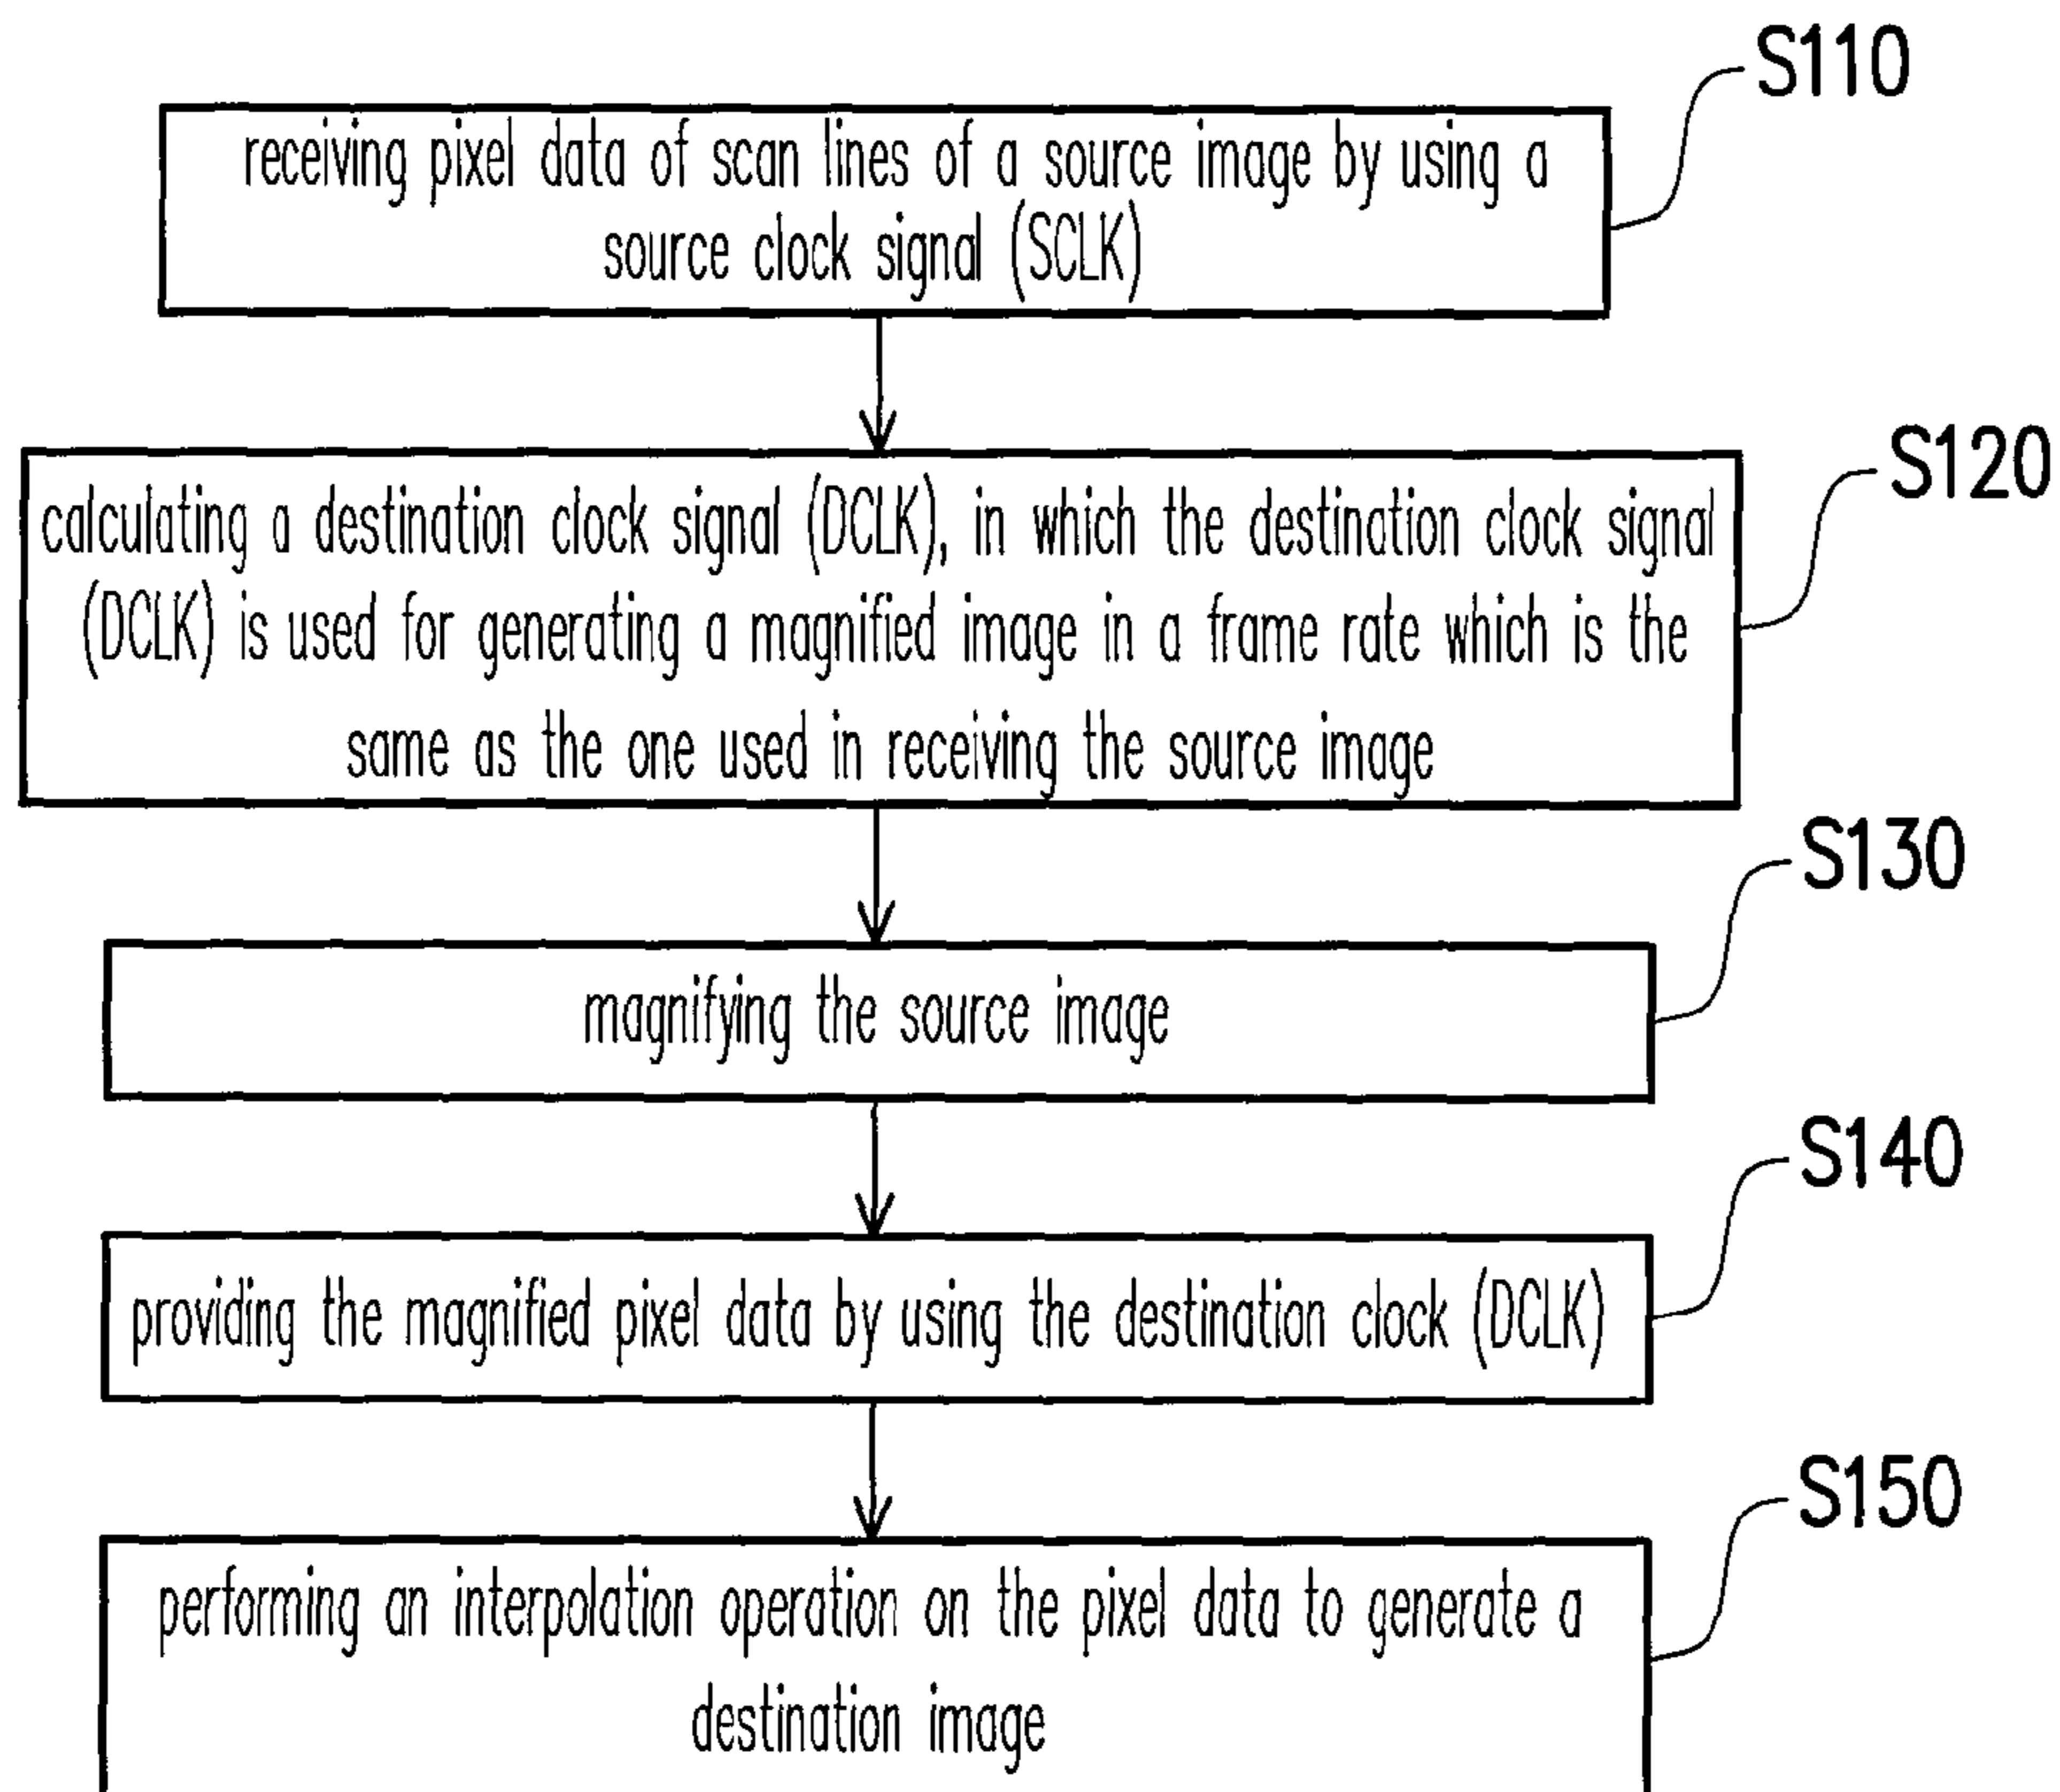 S110
receiving pixel data of scan lines of a source image by using a
source clock signal (SCLK)
S120
calculating a destination clock signal (DCLK), in which the destination clock signal
(DCLK) is used for generating a magnified image in a frame rate which is the
same as the one used in receiving the source image
S130
magnifying the source image
S140
providing the magnified pixel data by using the destination clock (DCLK)
S150
performing an interpolation operation on the pixel data to generate a
destination image